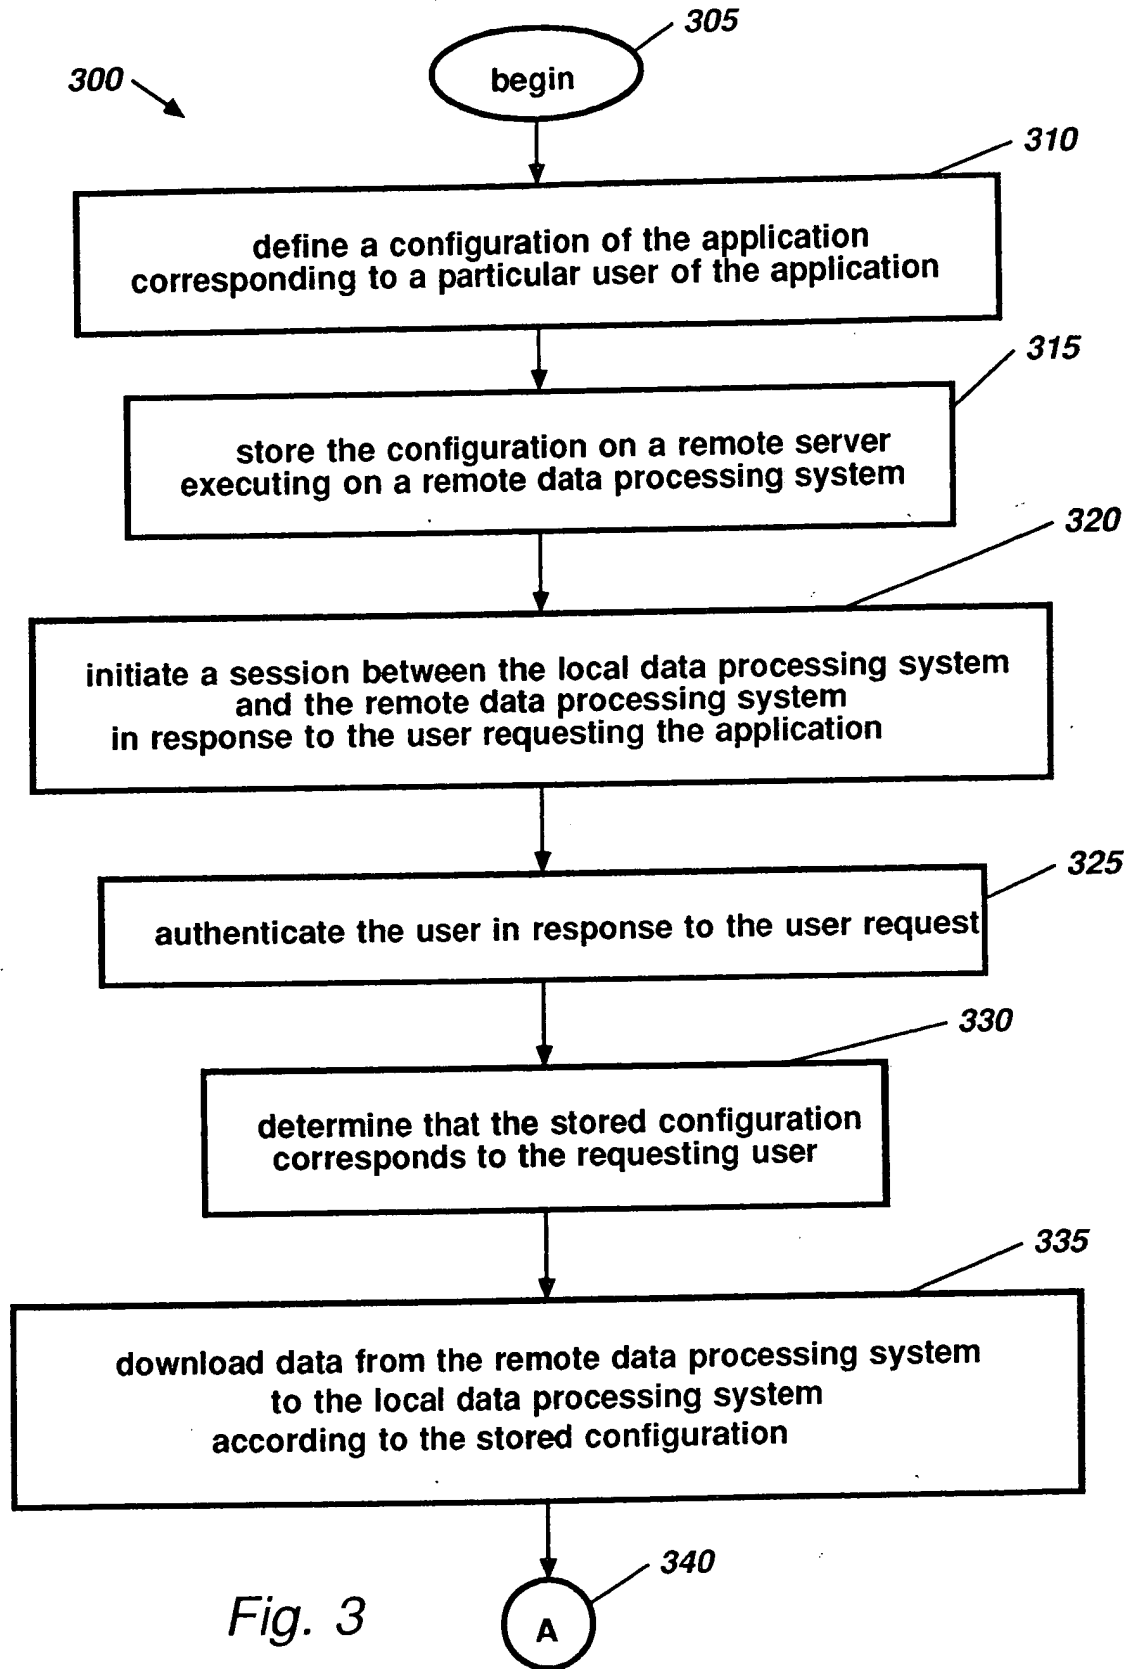 305
begin
300
310
define a configuration of the application
corresponding to a particular user of the application
315
store the configuration on a remote server
executing on a remote data processing system
320
initiate a session between the local data processing system
and the remote data processing system
in response to the user requesting the application
325
authenticate the user in response to the user request
330
determine that the stored configuration
corresponds to the requesting user
335
download data from the remote data processing system
to the local data processing system
according to the stored configuration
340
A
Fig. 3